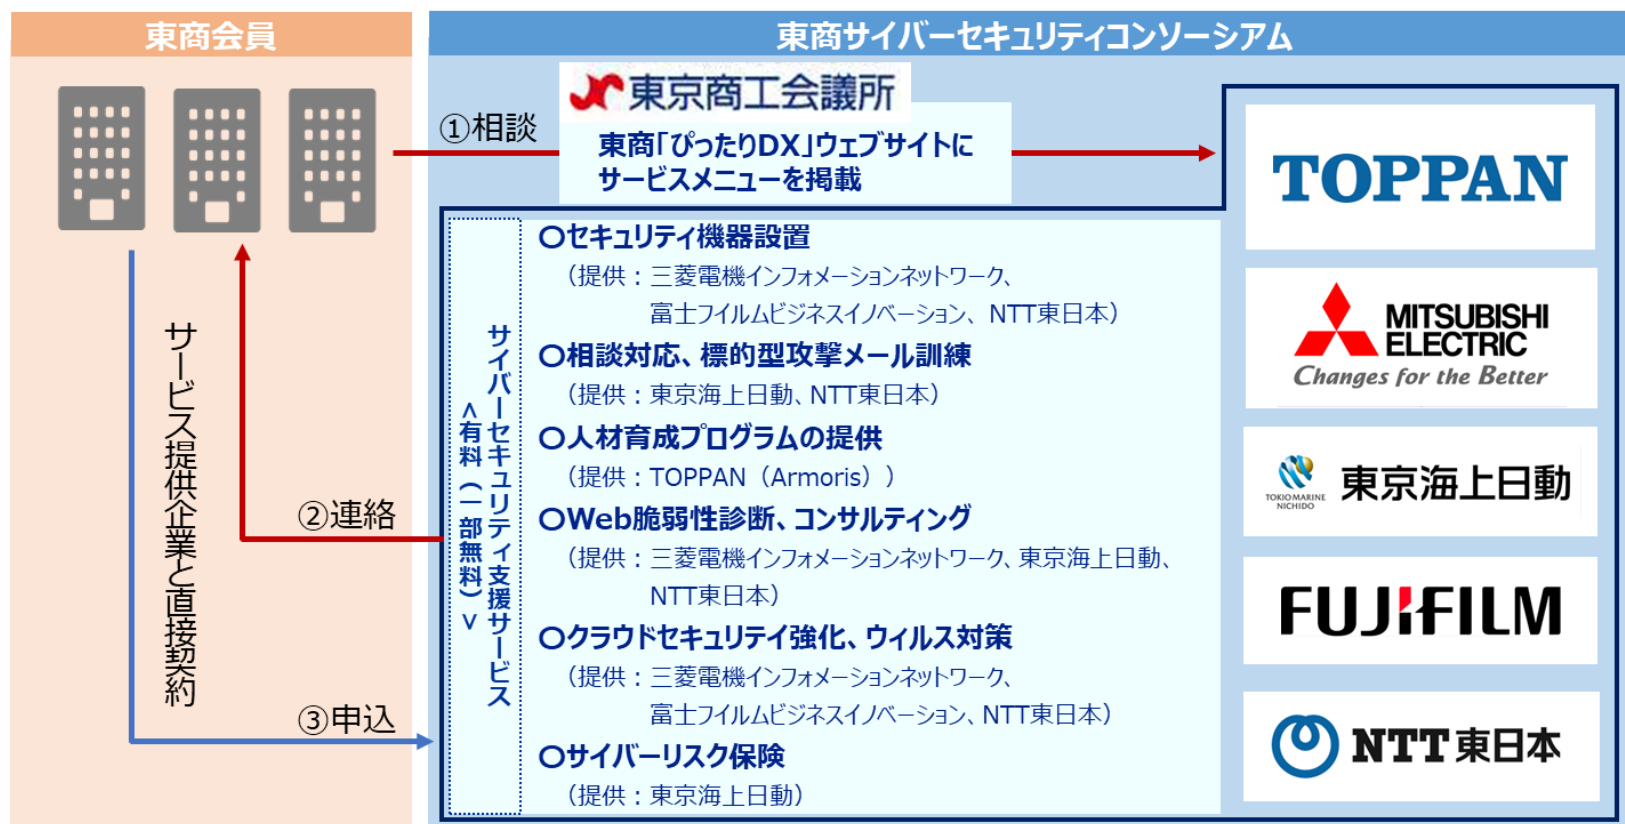 東商会員
東商サイバーセキュリティコンソーシアム
東京商工会議所
①相談
東商「ぴったりDX」ウェブサイトに
サービスメニューを掲載
サービス提供企業と直接契約
②連絡
③申込
サイバーセキュリティ支援サービス
＜有料（一部無料）＞
〇セキュリティ機器設置
（提供：三菱電機インフォメーションネットワーク、
富士フイルムビジネスイノベーション、NTT東日本）
〇相談対応、標的型攻撃メール訓練
（提供：東京海上日動、NTT東日本）
〇人材育成プログラムの提供
（提供：TOPPAN（Armoris））
〇Web脆弱性診断、コンサルティング
（提供：三菱電機インフォメーションネットワーク、東京海上日動、
NTT東日本）
〇クラウドセキュリテイ強化、ウィルス対策
（提供：三菱電機インフォメーションネットワーク、
富士フイルムビジネスイノベーション、NTT東日本）
〇サイバーリスク保険
（提供：東京海上日動）
TOPPAN
MITSUBISHI
ELECTRIC
Changes for the Better
TOKIO MARINE
NICHIDO
東京海上日動
FUJIFILM
NTT東日本